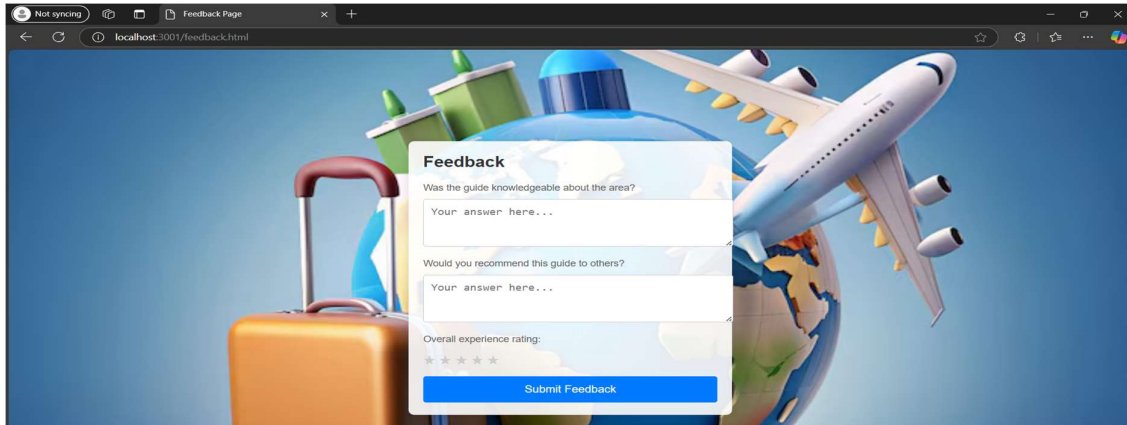 Not syncing
Feedback Page
localhost:3001/feedback.html
Feedback
Was the guide knowledgeable about the area?
Your answer here...
Would you recommend this guide to others?
Your answer here...
Overall experience rating:
Submit Feedback